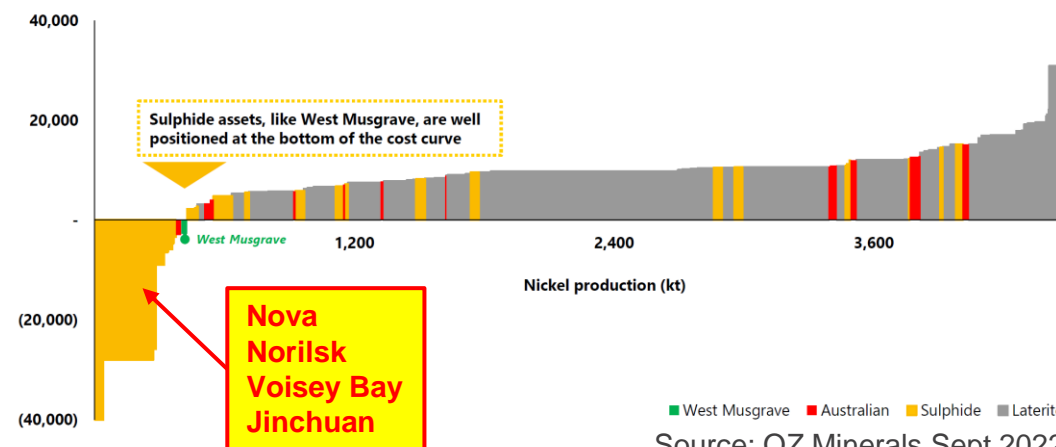 40,000
Sulphide assets, like West Musgrave, are well
positioned at the bottom of the cost curve
20,000
-
West Musgrave
1,200
2,400
3,600
Nickel production (kt)
(20,000)
Nova
Norilsk
Voisey Bay
Jinchuan
(40,000)
West Musgrave Australian Sulphide Laterit
Source: OZ Minerals Sept 202